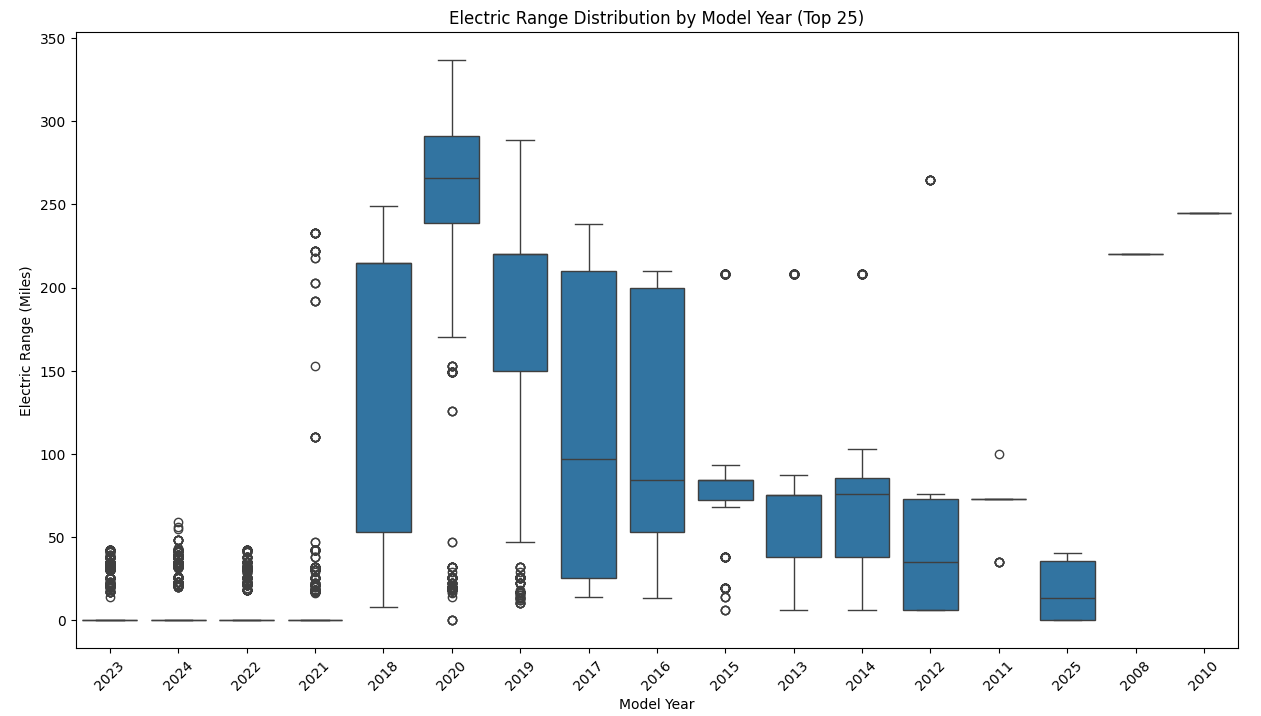 Electric Range Distribution by Model Year (Top 25)
Electric Range (Miles)
350
300
250
200
150
100
50
0
2023 2024 2022 2021 2018 2020 2019 2017 2016 2015 2013 2014 2012 2011 2025 2008 2010
Model Year